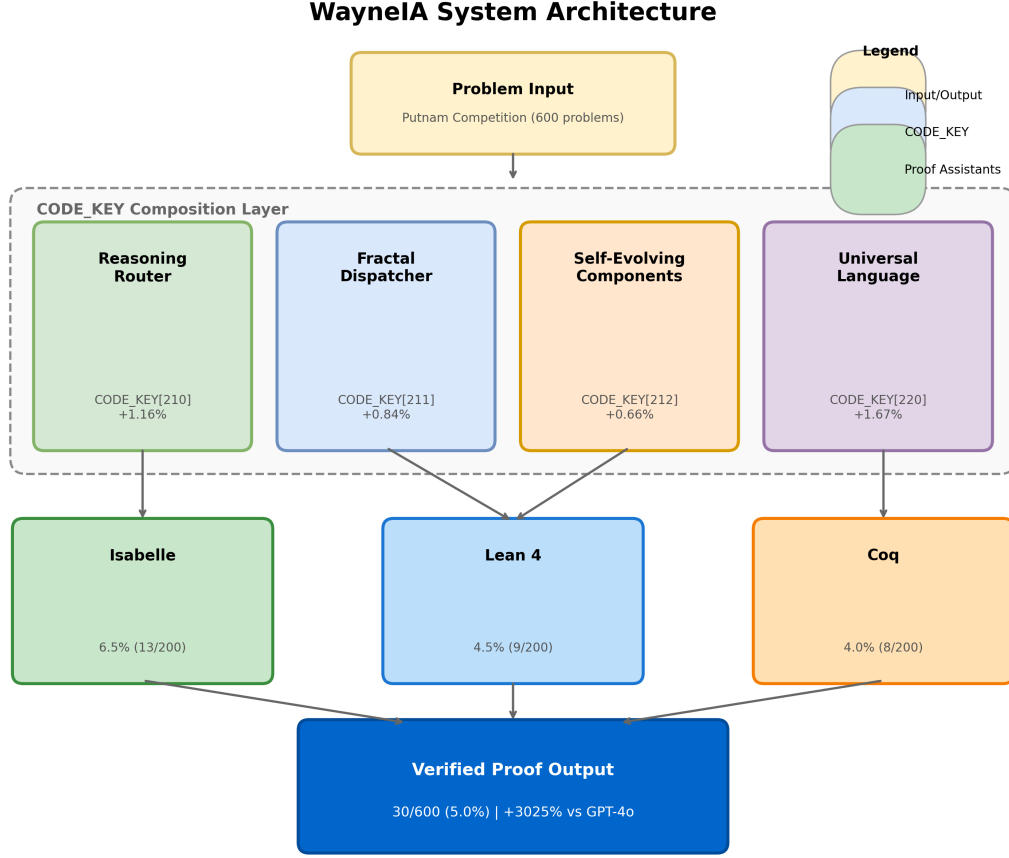 WayneIA System Architecture
Legend
Problem Input
Putnam Competition (600 problems)
Input/Output
CODE_KEY
Proof Assistants
CODE_KEY Composition Layer
Reasoning
Router
CODE_KEY[210]
+1.16%
Fractal
Dispatcher
CODE_KEY[211]
+0.84%
Self-Evolving
Components
CODE_KEY[212]
+0.66%
Universal
Language
CODE_KEY[220]
+1.67%
Isabelle
6.5% (13/200)
Lean 4
4.5% (9/200)
Coq
4.0% (8/200)
Verified Proof Output
30/600 (5.0%) | +3025% vs GPT-4o